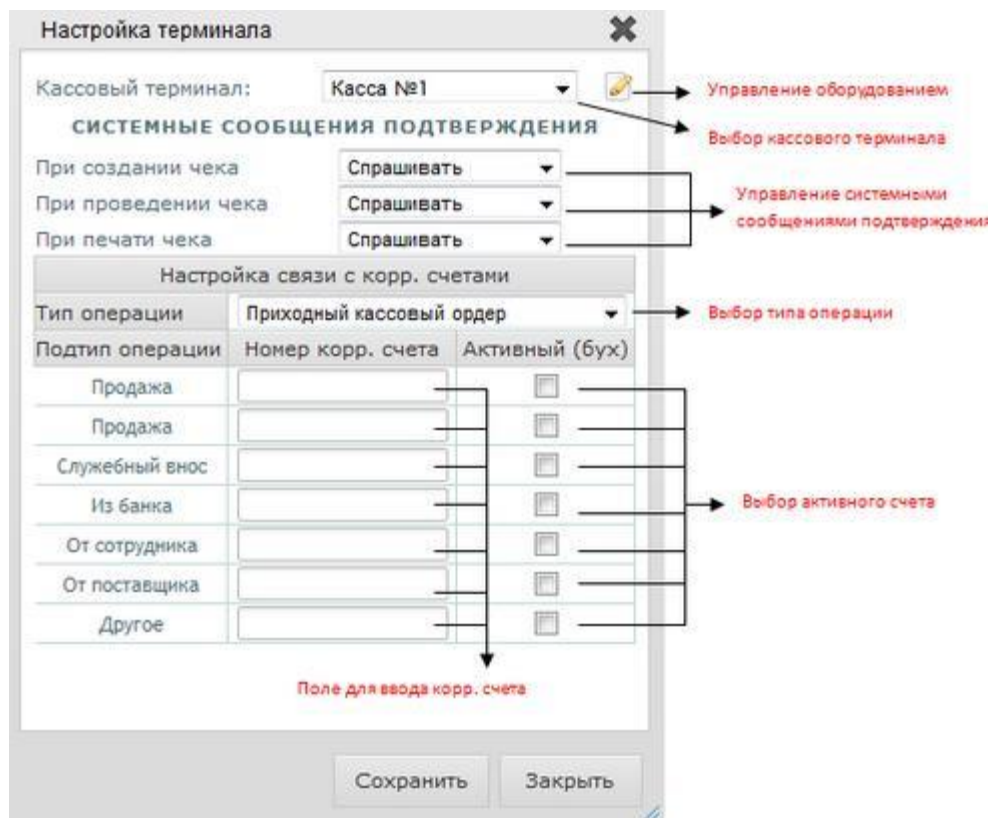 Настройка терминала
Кассовый терминал: Касса №1
Управление оборудованием
СИСТЕМНЫЕ СООБЩЕНИЯ ПОДТВЕРЖДЕНИЯ
Выбор кассового терминала
При создании чека Спрашивать
При проведении чека Спрашивать
Управление системными
сообщениями подтверждения
При печати чека Спрашивать
Настройка связи с корр. счетами
Тип операции Приходный кассовый ордер
Выбор типа операции
Подтип операции Номер корр. счета Активный (бух)
Продажа
Продажа
Служебный внос
Из банка
Выбор активного счета
От сотрудника
От поставщика
Другое
Поле для ввода корр. счета
Сохранить Закрыть